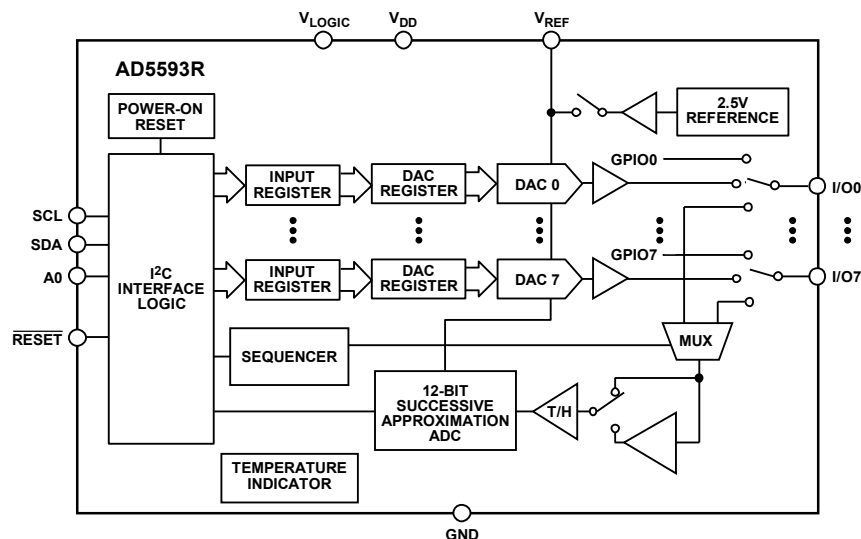 VLOGIC
VDD
VREF
AD5593R
POWER-ON
RESET
2.5V
REFERENCE
GPIO0
INPUT
REGISTER
DAC
REGISTER
DAC 0
I/O0
SCL
SDA
A0
RESET
I2C
INTERFACE
LOGIC
GPIO7
INPUT
REGISTER
DAC
REGISTER
DAC 7
I/O7
SEQUENCER
MUX
12-BIT
SUCCESSIVE
APPROXIMATION
ADC
T/H
TEMPERATURE
INDICATOR
GND